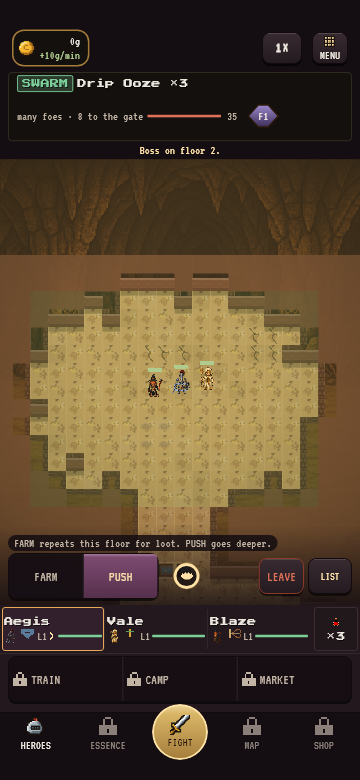 0g
+10g/min
1X
MENU
SWARM Drip Ooze ×3
many foes · 8 to the gate 35 F1
Boss on floor 2.
FARM repeats this floor for loot. PUSH goes deeper.
FARM PUSH LEAVE LIST
Aegis Vale Blaze
L1 L1 L1 ×3
TRAIN CAMP MARKET
HEROES ESSENCE FIGHT MAP SHOP